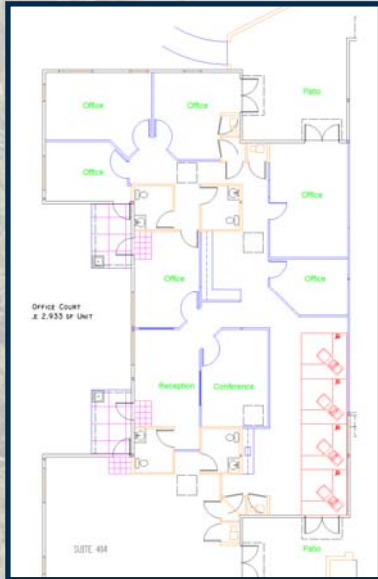 Office
Office
Patio
Office
Office
Office
Office
OFFICE COURT
.E 2,933 SF UNIT
Reception
Conference
SUITE 404
Patio